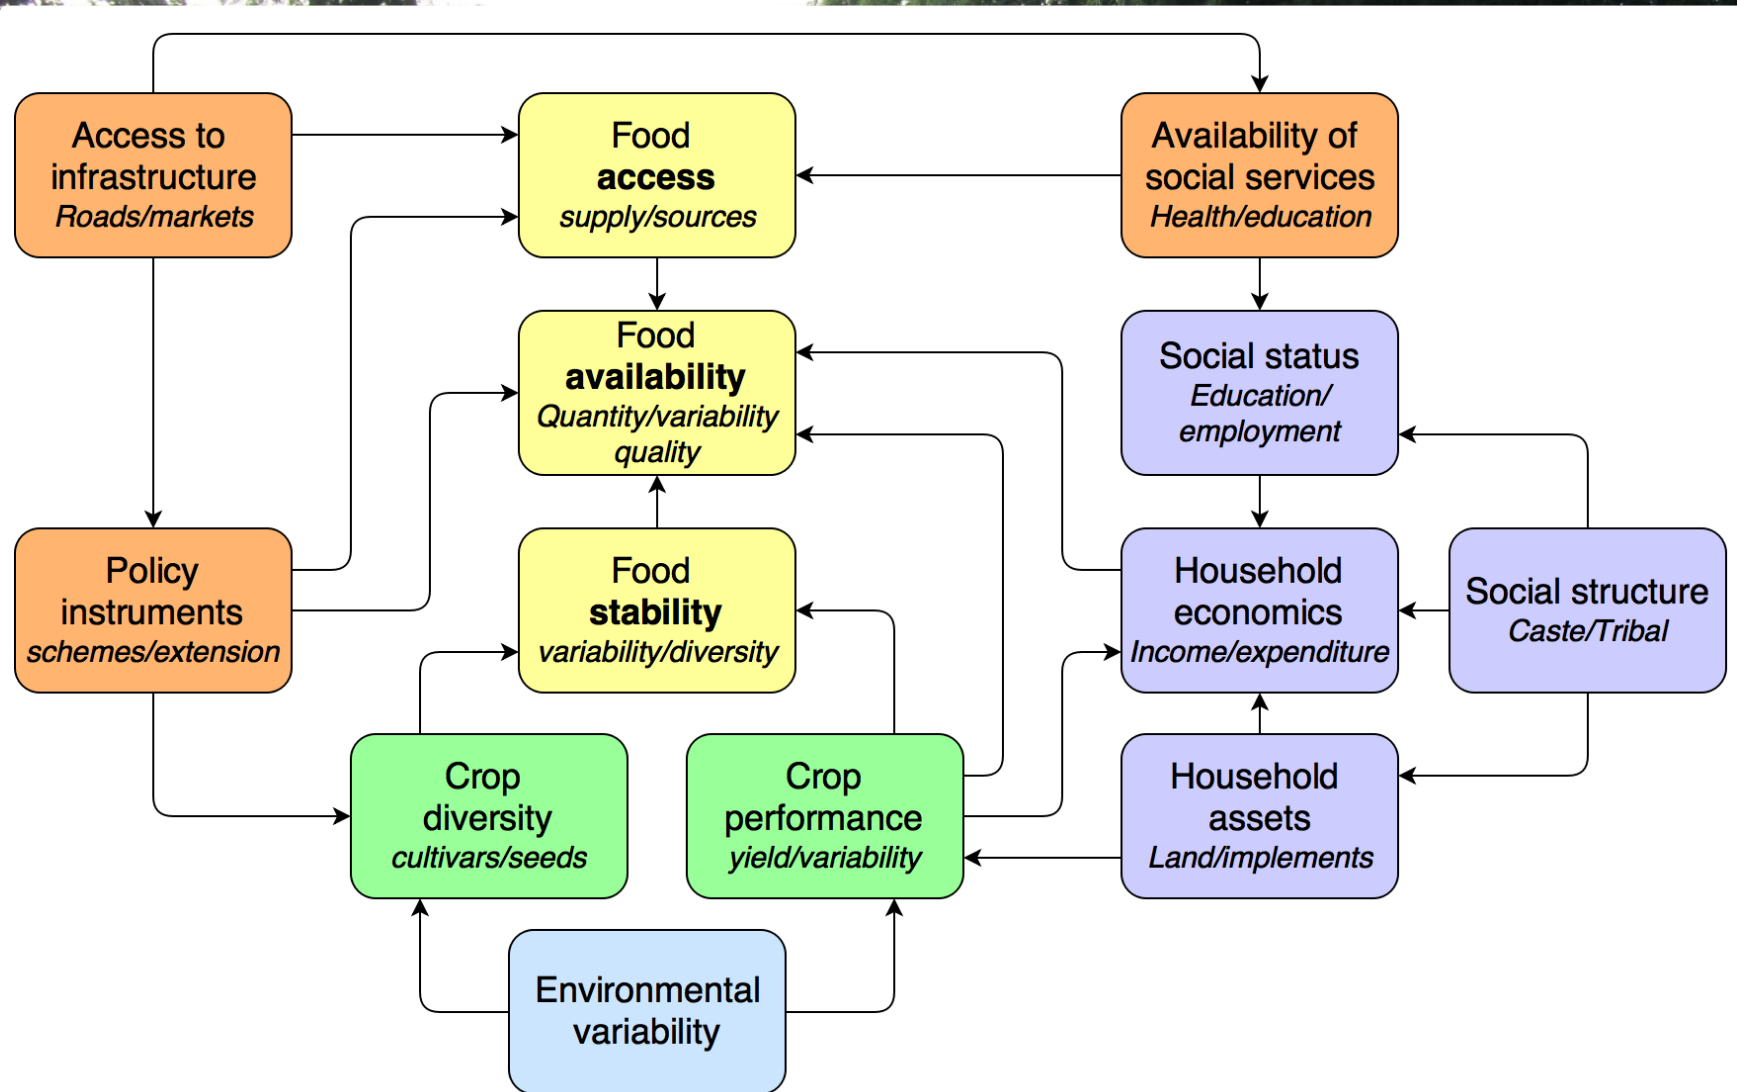 Access to
infrastructure
Roads/markets
Food
access
supply/sources
Availability of
social services
Health/education
Food
availability
Quantity/variability
quality
Social status
Education/
employment
Policy
instruments
schemes/extension
Food
stability
variability/diversity
Household
economics
Income/expenditure
Social structure
Caste/Tribal
Crop
diversity
cultivars/seeds
Crop
performance
yield/variability
Household
assets
Land/implements
Environmental
variability